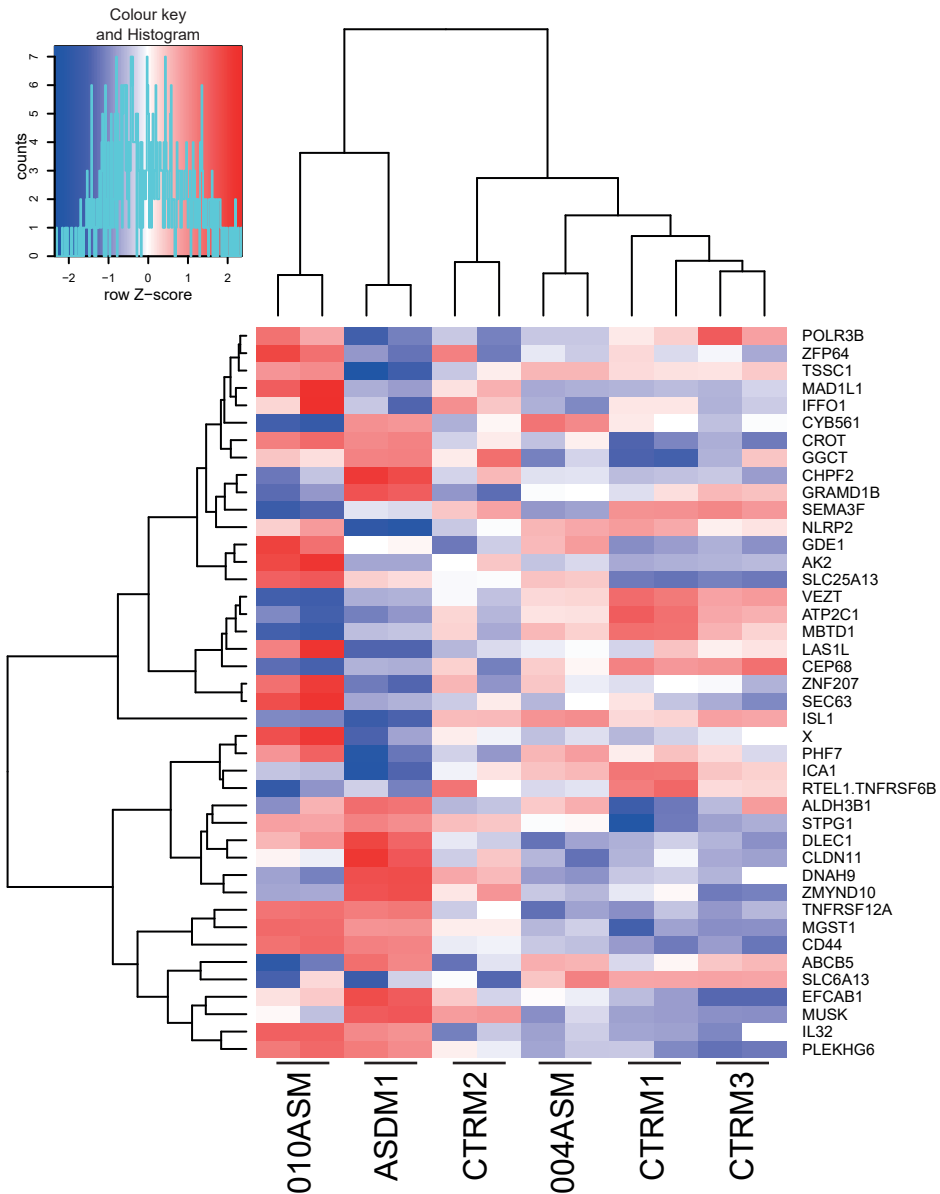 Colour key
and Histogram
7
6
5
4
3
2
1
0
counts
−2 −1 0 1 2
row Z−score
POLR3B
ZFP64
TSSC1
MAD1L1
IFFO1
CYB561
CROT
GGCT
CHPF2
GRAMD1B
SEMA3F
NLRP2
GDE1
AK2
SLC25A13
VEZT
ATP2C1
MBTD1
LAS1L
CEP68
ZNF207
SEC63
ISL1
X
PHF7
ICA1
RTEL1.TNFRSF6B
ALDH3B1
STPG1
DLEC1
CLDN11
DNAH9
ZMYND10
TNFRSF12A
MGST1
CD44
ABCB5
SLC6A13
EFCAB1
MUSK
IL32
PLEKHG6
010ASM
ASDM1
CTRM2
004ASM
CTRM1
CTRM3